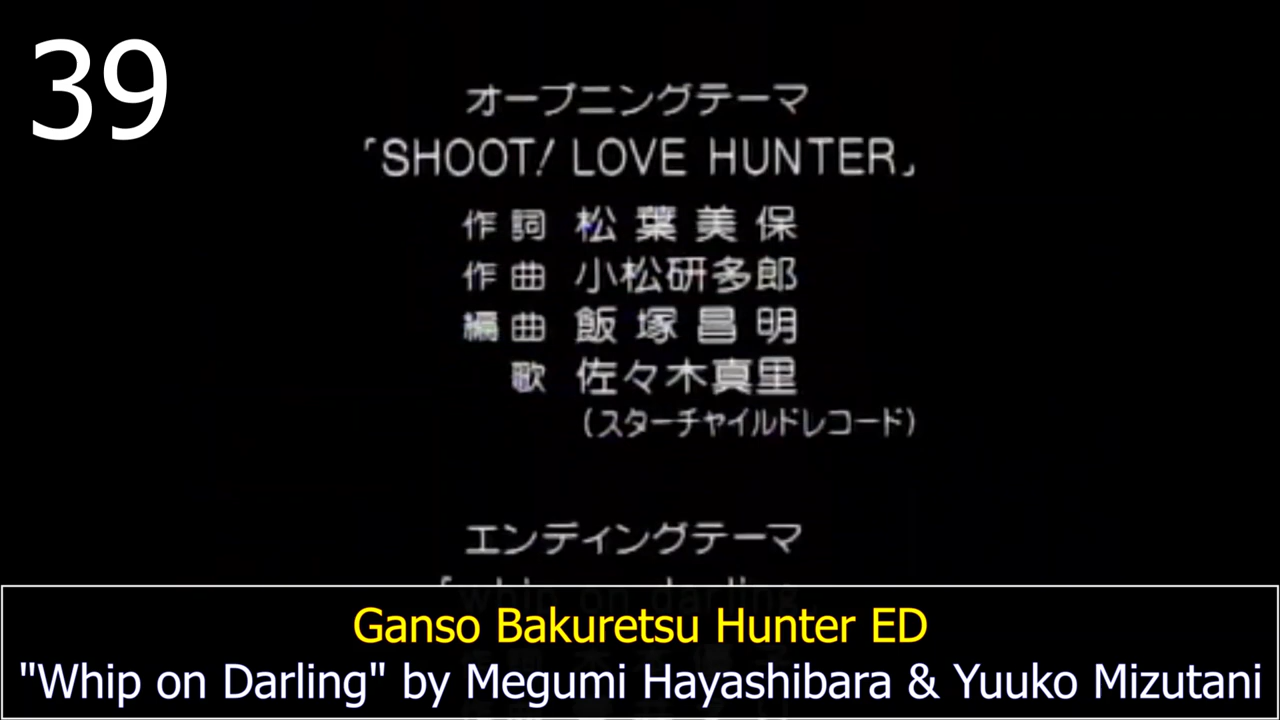 39
オープニングテーマ
「SHOOT! LOVE HUNTER」
作詞 松葉美保
作曲 小松研多郎
編曲 飯塚昌明
歌 佐々木真里
(スターチャイルドレコード)
エンディングテーマ
「whip on darling
Ganso Bakuretsu Hunter ED
"Whip on Darling" by Megumi Hayashibara & Yuuko Mizutani